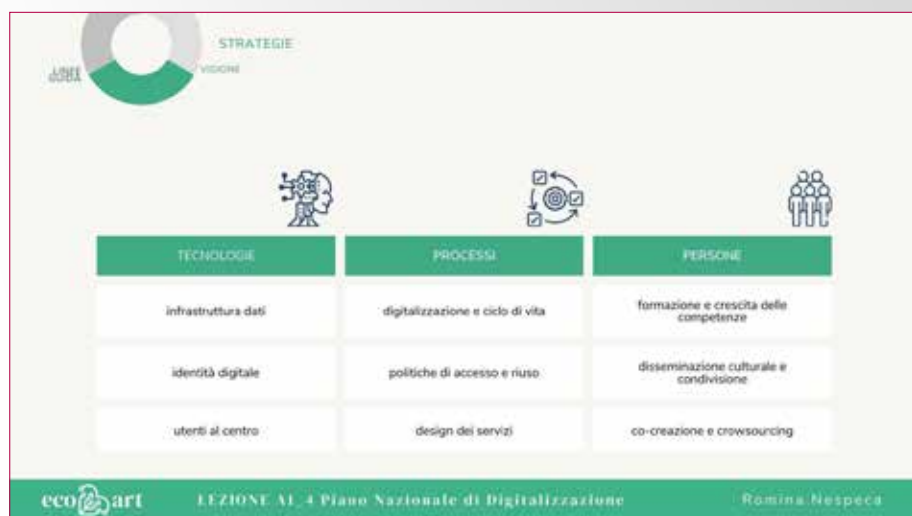 STRATEGIE
VISIONE
LINEE
GUIDA
TECNOLOGIE
PROCESSI
PERSONE
infrastruttura dati
digitalizzazione e ciclo di vita
formazione e crescita delle
competenze
identità digitale
politiche di accesso e riuso
disseminazione culturale e
condivisione
utenti al centro
design dei servizi
co-creazione e crowsourcing
eco art
LEZIONE A1_4 Piano Nazionale di Digitalizzazione
Romina Nespeca